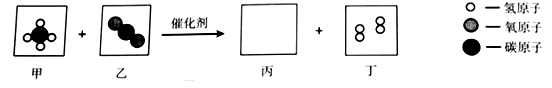 催化剂
+ +
甲 乙 丙 丁
—氢原子
—氧原子
—碳原子